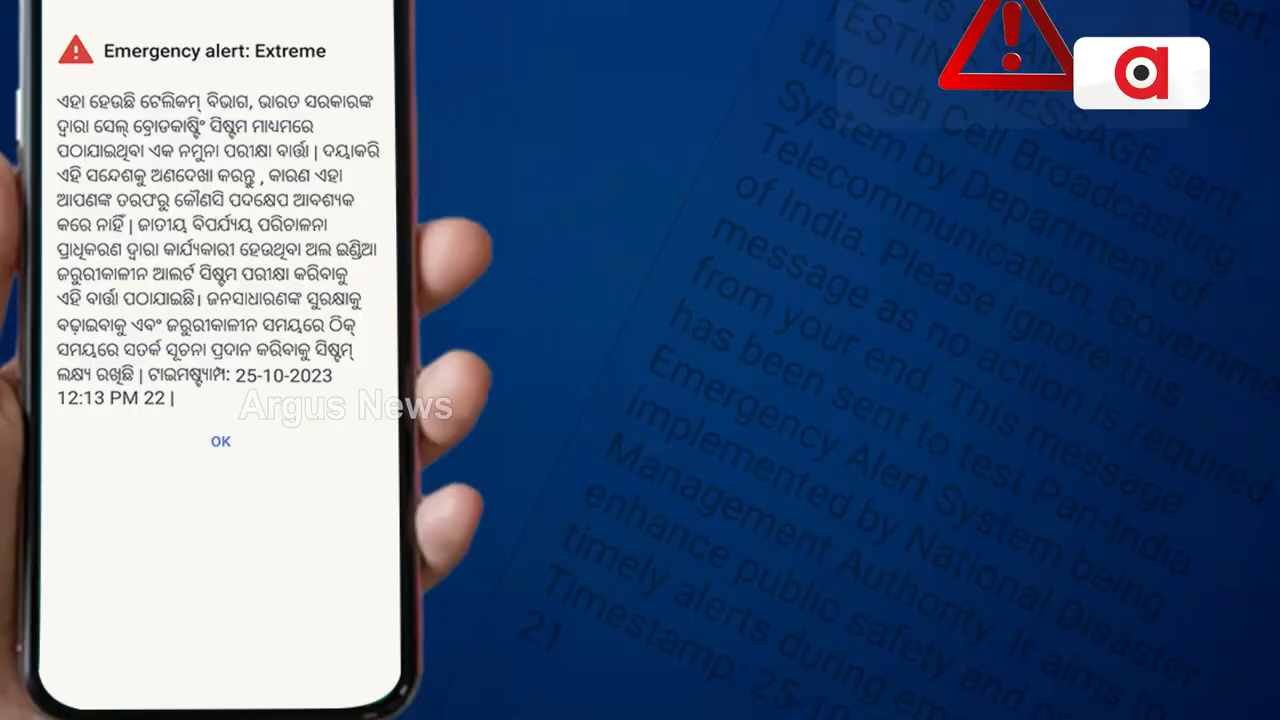 Emergency alert: Extreme
ଏହା ହେଉଛି ଟେଲିକମ୍ ବିଭାଗ, ଭାରତ ସରକାରଙ୍କ
ଦ୍ୱାରା ସେଲ୍ ବ୍ରୋଡକାଷ୍ଟିଂ ସିଷ୍ଟମ ମାଧ୍ୟମରେ
ପଠାଯାଇଥିବା ଏକ ନମୁନା ପରୀକ୍ଷା ବାର୍ତ୍ତା | ଦୟାକରି
ଏହି ସନ୍ଦେଶକୁ ଅଣଦେଖା କରନ୍ତୁ , କାରଣ ଏହା
ଆପଣଙ୍କ ତରଫରୁ କୌଣସି ପଦକ୍ଷେପ ଆବଶ୍ୟକ
କରେ ନାହିଁ | ଜାତୀୟ ବିପର୍ଯ୍ୟୟ ପରିଚାଳନା
ପ୍ରାଧିକରଣ ଦ୍ୱାରା କାର୍ଯ୍ୟକାରୀ ହେଉଥିବା ଅଲ ଇଣ୍ଡିଆ
ଜରୁରୀକାଳୀନ ଆଲର୍ଟ ସିଷ୍ଟମ ପରୀକ୍ଷା କରିବାକୁ
ଏହି ବାର୍ତ୍ତା ପଠାଯାଇଛି। ଜନସାଧାରଣଙ୍କ ସୁରକ୍ଷାକୁ
ବଢ଼ାଇବାକୁ ଏବଂ ଜରୁରୀକାଳୀନ ସମୟରେ ଠିକ୍
ସମୟରେ ସତର୍କ ସୂଚନା ପ୍ରଦାନ କରିବାକୁ ସିଷ୍ଟମ୍
ଲକ୍ଷ୍ୟ ରଖିଛି | ଟାଇମଷ୍ଟ୍ୟାମ୍ପ: 25-10-2023
12:13 PM 22 |
OK
Argus News
a
MESSAGE sent
through Cell Broadcasting
System by Department of
Telecommunication, Governme
of India. Please ignore this
message as no action is required
from your end. This message
has been sent to test Pan-India
Emergency Alert System being
implemented by National Disaster
Management Authority. It aims to
enhance public safety and
timely alerts during
Timestamp: 25-10
21